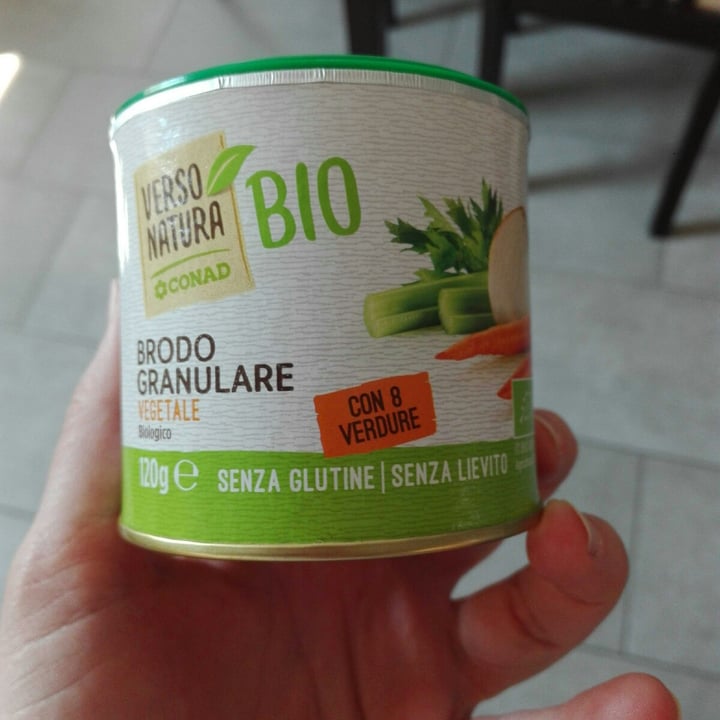 VERSO
NATURA
CONAD
BIO
BRODO
GRANULARE
VEGETALE
Biologico
CON 8
VERDURE
120g e
SENZA GLUTINE | SENZA LIEVITO